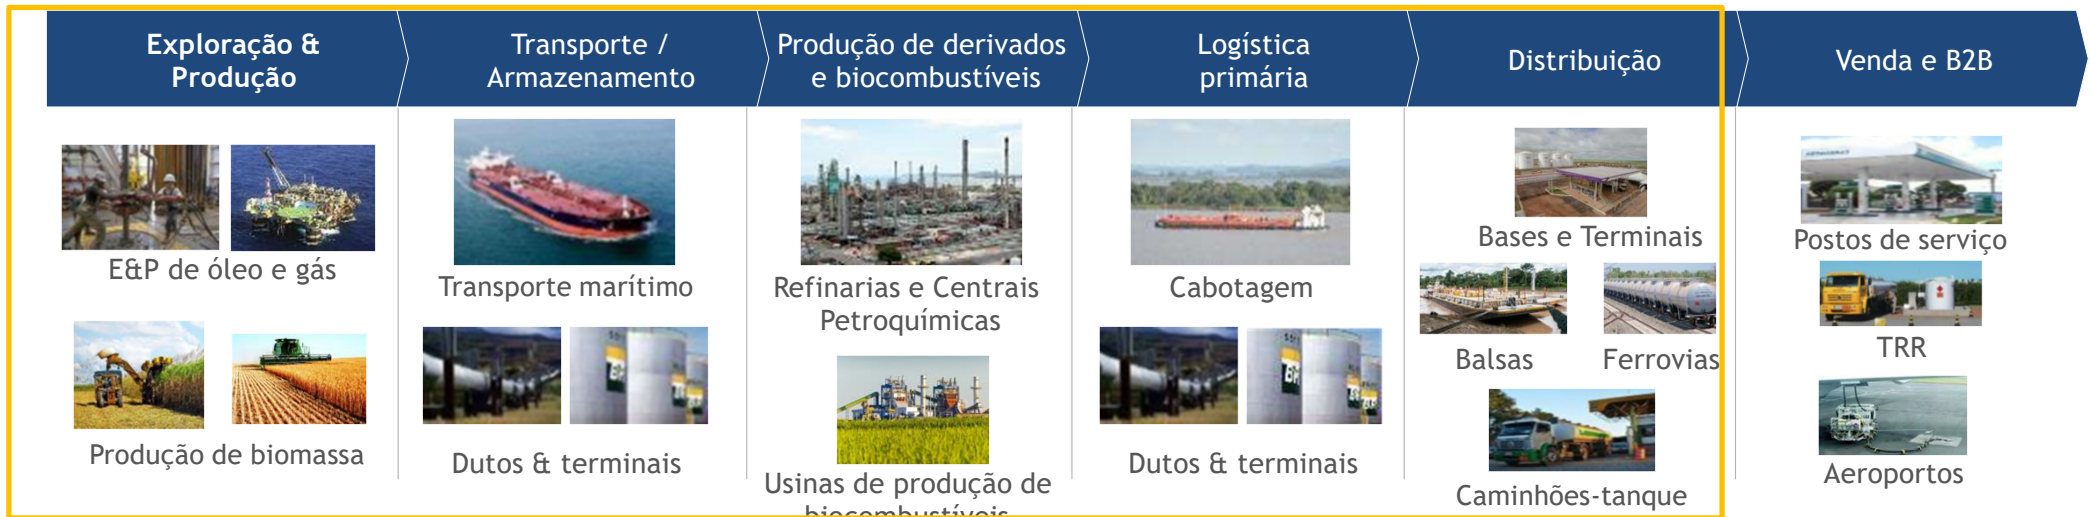 Exploração &
Produção
Transporte /
Armazenamento
Produção de derivados
e biocombustíveis
Logística
primária
Distribuição
Venda e B2B
E&P de óleo e gás
Produção de biomassa
Transporte marítimo
Dutos & terminais
Refinarias e Centrais
Petroquímicas
Usinas de produção de
biocombustíveis
Cabotagem
Dutos & terminais
Bases e Terminais
Balsas
Ferrovias
Caminhões-tanque
Postos de serviço
TRR
Aeroportos